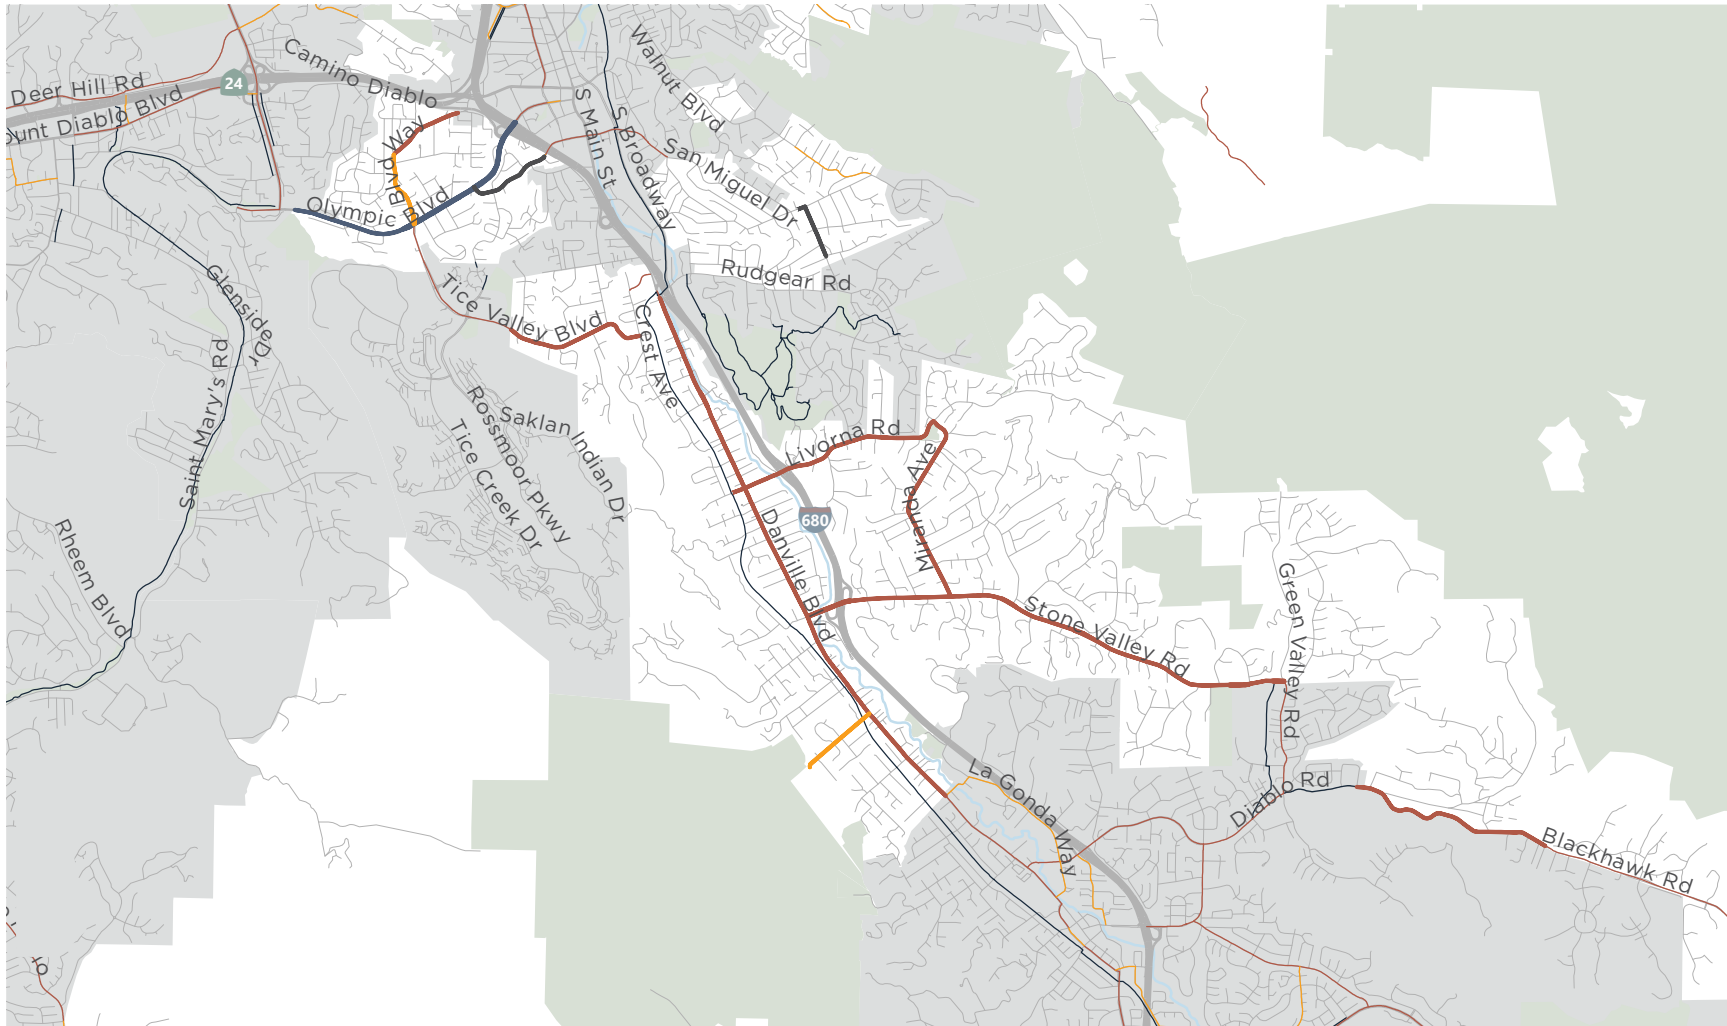 Camino Diablo
Walnut Blvd
Deer Hill Rd
24
ount Diablo Blvd
S Main St
S Broadway
Way
Blvd
San Miguel Dr
Olympic Blvd
Glenside Dr
Rudgear Rd
Tice Valley Blvd
Crest Ave
Saint Mary's Rd
Rossmoor Pkwy
Saklan Indian Dr
Tice Creek Dr
Livorna Rd
Miranda Ave
680
Danville Blvd
Rheem Blvd
Stone Valley Rd
Green Valley Rd
La Gonda Way
Diablo Rd
Blackhawk Rd